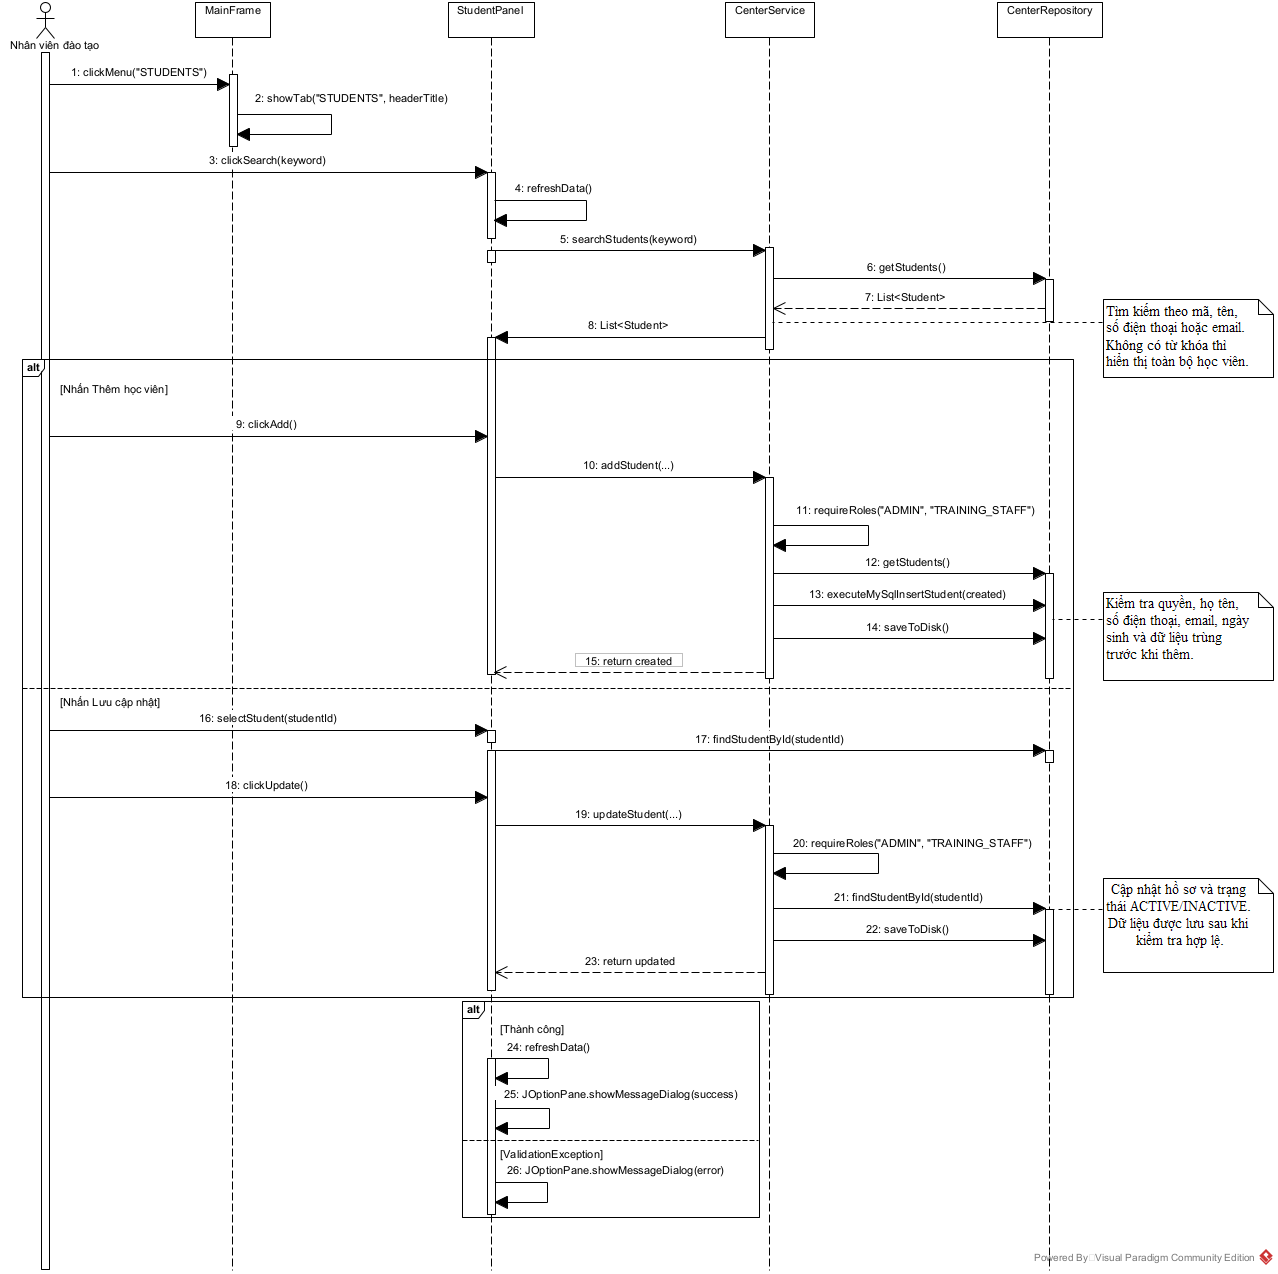 MainFrame
StudentPanel
CenterService
CenterRepository
Nhân viên đào tạo
1: clickMenu("STUDENTS")
2: showTab("STUDENTS", headerTitle)
3: clickSearch(keyword)
4: refreshData()
5: searchStudents(keyword)
6: getStudents()
7: List<Student>
8: List<Student>
Tìm kiếm theo mã, tên,
số điện thoại hoặc email.
Không có từ khóa thì
hiển thị toàn bộ học viên.
alt
[Nhấn Thêm học viên]
9: clickAdd()
10: addStudent(...)
11: requireRoles("ADMIN", "TRAINING_STAFF")
12: getStudents()
13: executeMySqlInsertStudent(created)
14: saveToDisk()
15: return created
Kiểm tra quyền, họ tên,
số điện thoại, email, ngày
sinh và dữ liệu trùng
trước khi thêm.
[Nhấn Lưu cập nhật]
16: selectStudent(studentId)
17: findStudentById(studentId)
18: clickUpdate()
19: updateStudent(...)
20: requireRoles("ADMIN", "TRAINING_STAFF")
21: findStudentById(studentId)
22: saveToDisk()
23: return updated
Cập nhật hồ sơ và trạng
thái ACTIVE/INACTIVE.
Dữ liệu được lưu sau khi
kiểm tra hợp lệ.
alt
[Thành công]
24: refreshData()
25: JOptionPane.showMessageDialog(success)
[ValidationException]
26: JOptionPane.showMessageDialog(error)
Powered By Visual Paradigm Community Edition